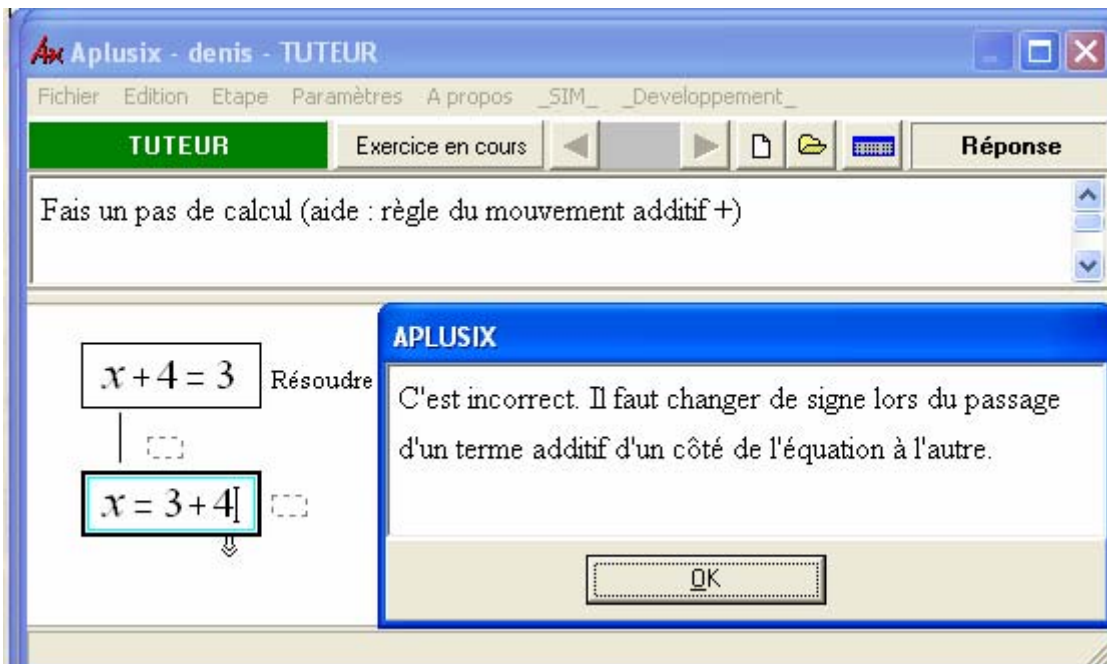 Aplusix - denis - TUTEUR
Fichier Edition Etape Paramètres A propos _SIM_ _Developpement_
TUTEUR Exercice en cours Réponse
Fais un pas de calcul (aide : règle du mouvement additif +)
APLUSIX
x + 4 = 3 Résoudre
C'est incorrect. Il faut changer de signe lors du passage
d'un terme additif d'un côté de l'équation à l'autre.
x = 3 + 4
OK